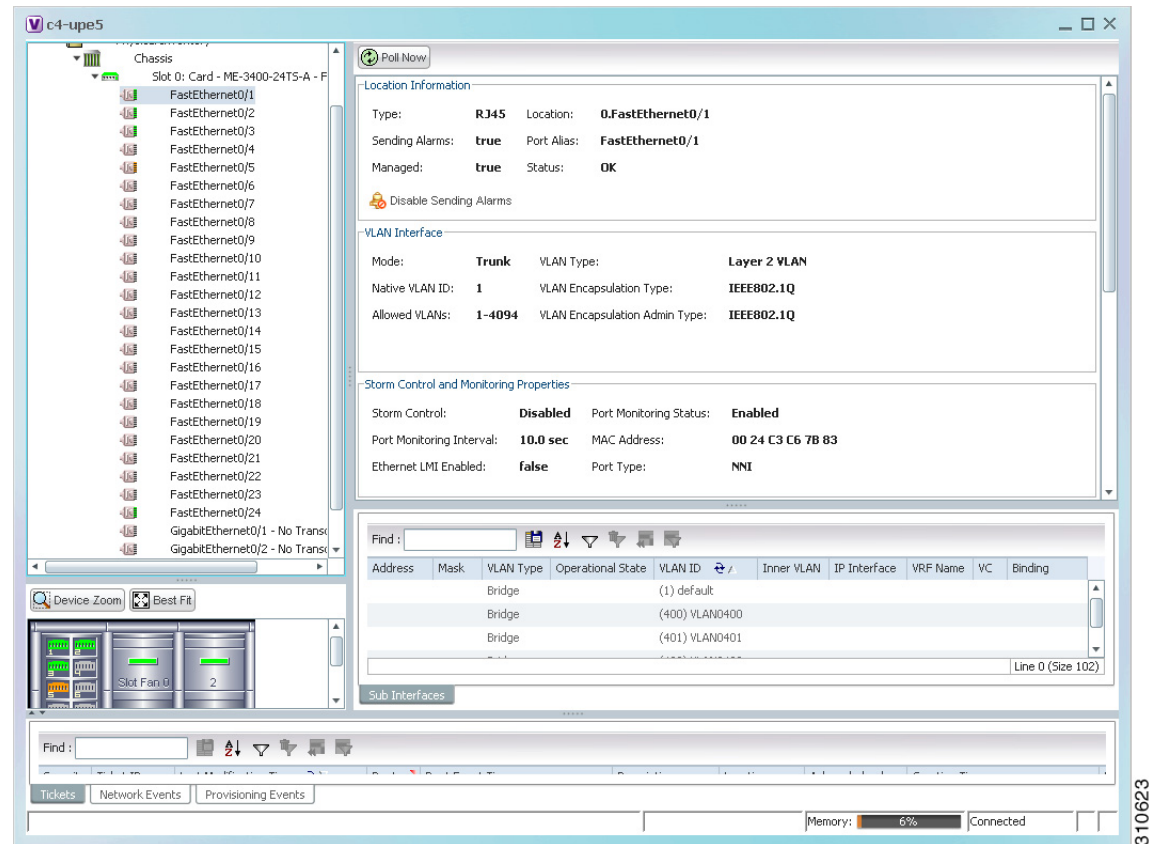 c4-upe5
Chassis
Slot 0: Card - ME-3400-24TS-A - F
FastEthernet0/1
FastEthernet0/2
FastEthernet0/3
FastEthernet0/4
FastEthernet0/5
FastEthernet0/6
FastEthernet0/7
FastEthernet0/8
FastEthernet0/9
FastEthernet0/10
FastEthernet0/11
FastEthernet0/12
FastEthernet0/13
FastEthernet0/14
FastEthernet0/15
FastEthernet0/16
FastEthernet0/17
FastEthernet0/18
FastEthernet0/19
FastEthernet0/20
FastEthernet0/21
FastEthernet0/22
FastEthernet0/23
FastEthernet0/24
GigabitEthernet0/1 - No Transc
GigabitEthernet0/2 - No Transc
Device Zoom Best Fit
Slot Fan 0 2
Poll Now
Location Information
Type: RJ45 Location: 0.FastEthernet0/1
Sending Alarms: true Port Alias: FastEthernet0/1
Managed: true Status: OK
Disable Sending Alarms
VLAN Interface
Mode: Trunk VLAN Type: Layer 2 VLAN
Native VLAN ID: 1 VLAN Encapsulation Type: IEEE802.1Q
Allowed VLANs: 1-4094 VLAN Encapsulation Admin Type: IEEE802.1Q
Storm Control and Monitoring Properties
Storm Control: Disabled Port Monitoring Status: Enabled
Port Monitoring Interval: 10.0 sec MAC Address: 00 24 C3 C6 7B 83
Ethernet LMI Enabled: false Port Type: NNI
Find :
Address Mask VLAN Type Operational State VLAN ID Inner VLAN IP Interface VRF Name VC Binding
Bridge (1) default
Bridge (400) VLAN0400
Bridge (401) VLAN0401
Line 0 (Size 102)
Sub Interfaces
Find :
Tickets Network Events Provisioning Events
Memory: 6% Connected
310623